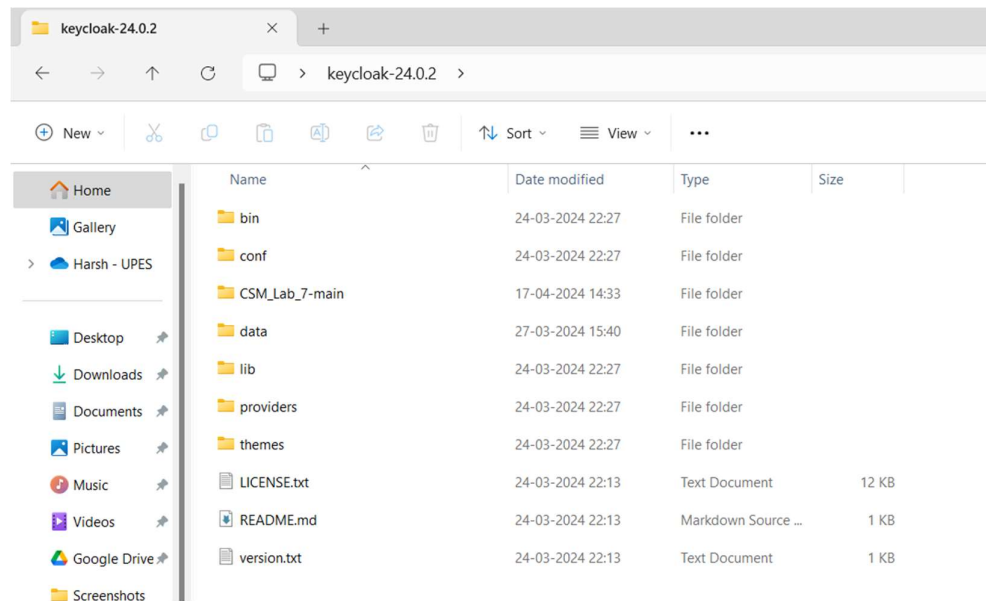 keycloak-24.0.2
keycloak-24.0.2
New Sort View
Name Date modified Type Size
Home
Gallery
Harsh - UPES
Desktop
Downloads
Documents
Pictures
Music
Videos
Google Drive
Screenshots
bin 24-03-2024 22:27 File folder
conf 24-03-2024 22:27 File folder
CSM_Lab_7-main 17-04-2024 14:33 File folder
data 27-03-2024 15:40 File folder
lib 24-03-2024 22:27 File folder
providers 24-03-2024 22:27 File folder
themes 24-03-2024 22:27 File folder
LICENSE.txt 24-03-2024 22:13 Text Document 12 KB
README.md 24-03-2024 22:13 Markdown Source ... 1 KB
version.txt 24-03-2024 22:13 Text Document 1 KB